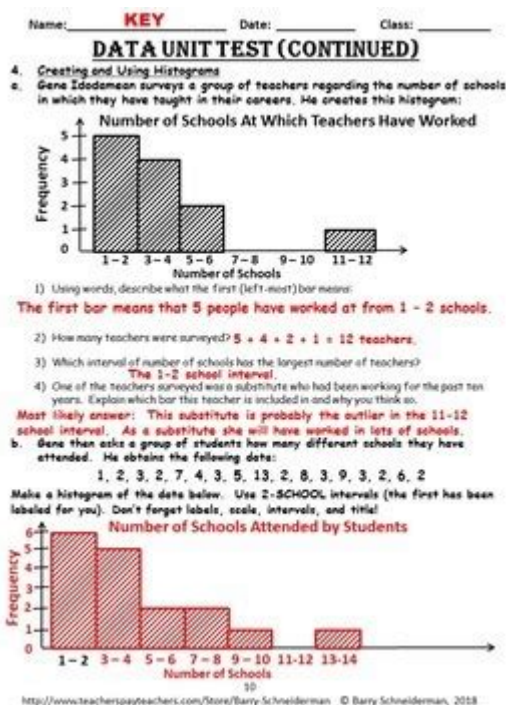 Name: KEY Date: Class:
DATA UNIT TEST (CONTINUED)
4. Creating and Using Histograms
a. Gene Idodamean surveys a group of teachers regarding the number of schools
in which they have taught in their careers. He creates this histogram:
Number of Schools At Which Teachers Have Worked
Frequency
5
4
3
2
1
0
1 – 2 3 – 4 5 – 6 7 – 8 9 – 10 11 – 12
Number of Schools
1) Using words, describe what the first (left-most) bar means:
The first bar means that 5 people have worked at from 1 - 2 schools.
2) How many teachers were surveyed? 5 + 4 + 2 + 1 = 12 teachers.
3) Which interval of number of schools has the largest number of teachers?
The 1-2 school interval.
4) One of the teachers surveyed was a substitute who had been working for the past ten
years. Explain which bar this teacher is included in and why you think so.
Most likely answer: This substitute is probably the outlier in the 11-12
school interval. As a substitute she will have worked in lots of schools.
b. Gene then asks a group of students how many different schools they have
attended. He obtains the following data:
1, 2, 3, 2, 7, 4, 3, 5, 13, 2, 8, 3, 9, 3, 2, 6, 2
Make a histogram of the data below. Use 2-SCHOOL intervals (the first has been
labeled for you). Don't forget labels, scale, intervals, and title!
Number of Schools Attended by Students
Frequency
6
5
4
3
2
1
0
1 – 2 3 – 4 5 – 6 7 – 8 9 – 10 11-12 13-14
Number of Schools
10
http://www.teacherspayteachers.com/Store/Barry-Schneiderman © Barry Schneiderman, 2018